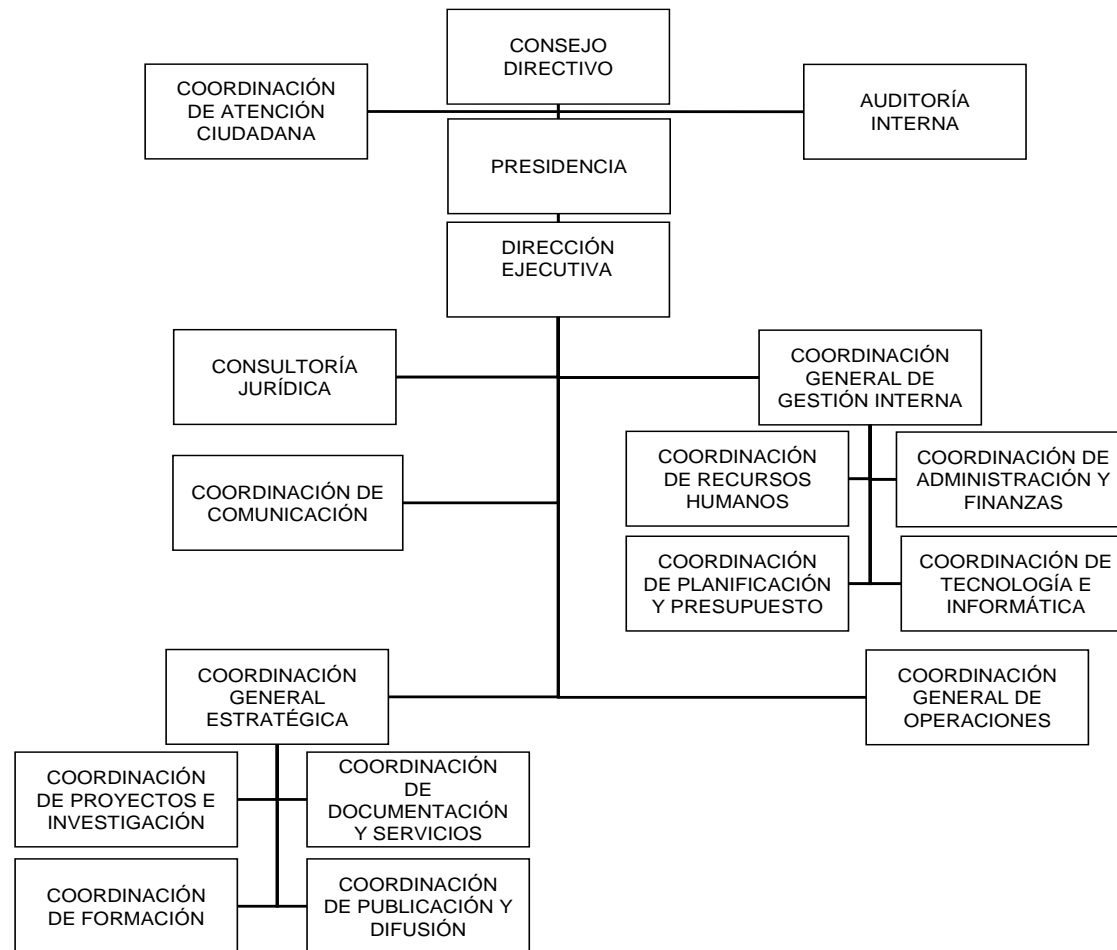 CONSEJO
DIRECTIVO
COORDINACIÓN
DE ATENCIÓN
CIUDADANA
AUDITORÍA
INTERNA
PRESIDENCIA
DIRECCIÓN
EJECUTIVA
CONSULTORÍA
JURÍDICA
COORDINACIÓN
GENERAL DE
GESTIÓN INTERNA
COORDINACIÓN
DE RECURSOS
HUMANOS
COORDINACIÓN DE
ADMINISTRACIÓN Y
FINANZAS
COORDINACIÓN DE
COMUNICACIÓN
COORDINACIÓN
DE PLANIFICACIÓN
Y PRESUPUESTO
COORDINACIÓN DE
TECNOLOGÍA E
INFORMÁTICA
COORDINACIÓN
GENERAL
ESTRATÉGICA
COORDINACIÓN
GENERAL DE
OPERACIONES
COORDINACIÓN
DE PROYECTOS E
INVESTIGACIÓN
COORDINACIÓN
DE
DOCUMENTACIÓN
Y SERVICIOS
COORDINACIÓN
DE FORMACIÓN
COORDINACIÓN
DE PUBLICACIÓN Y
DIFUSIÓN